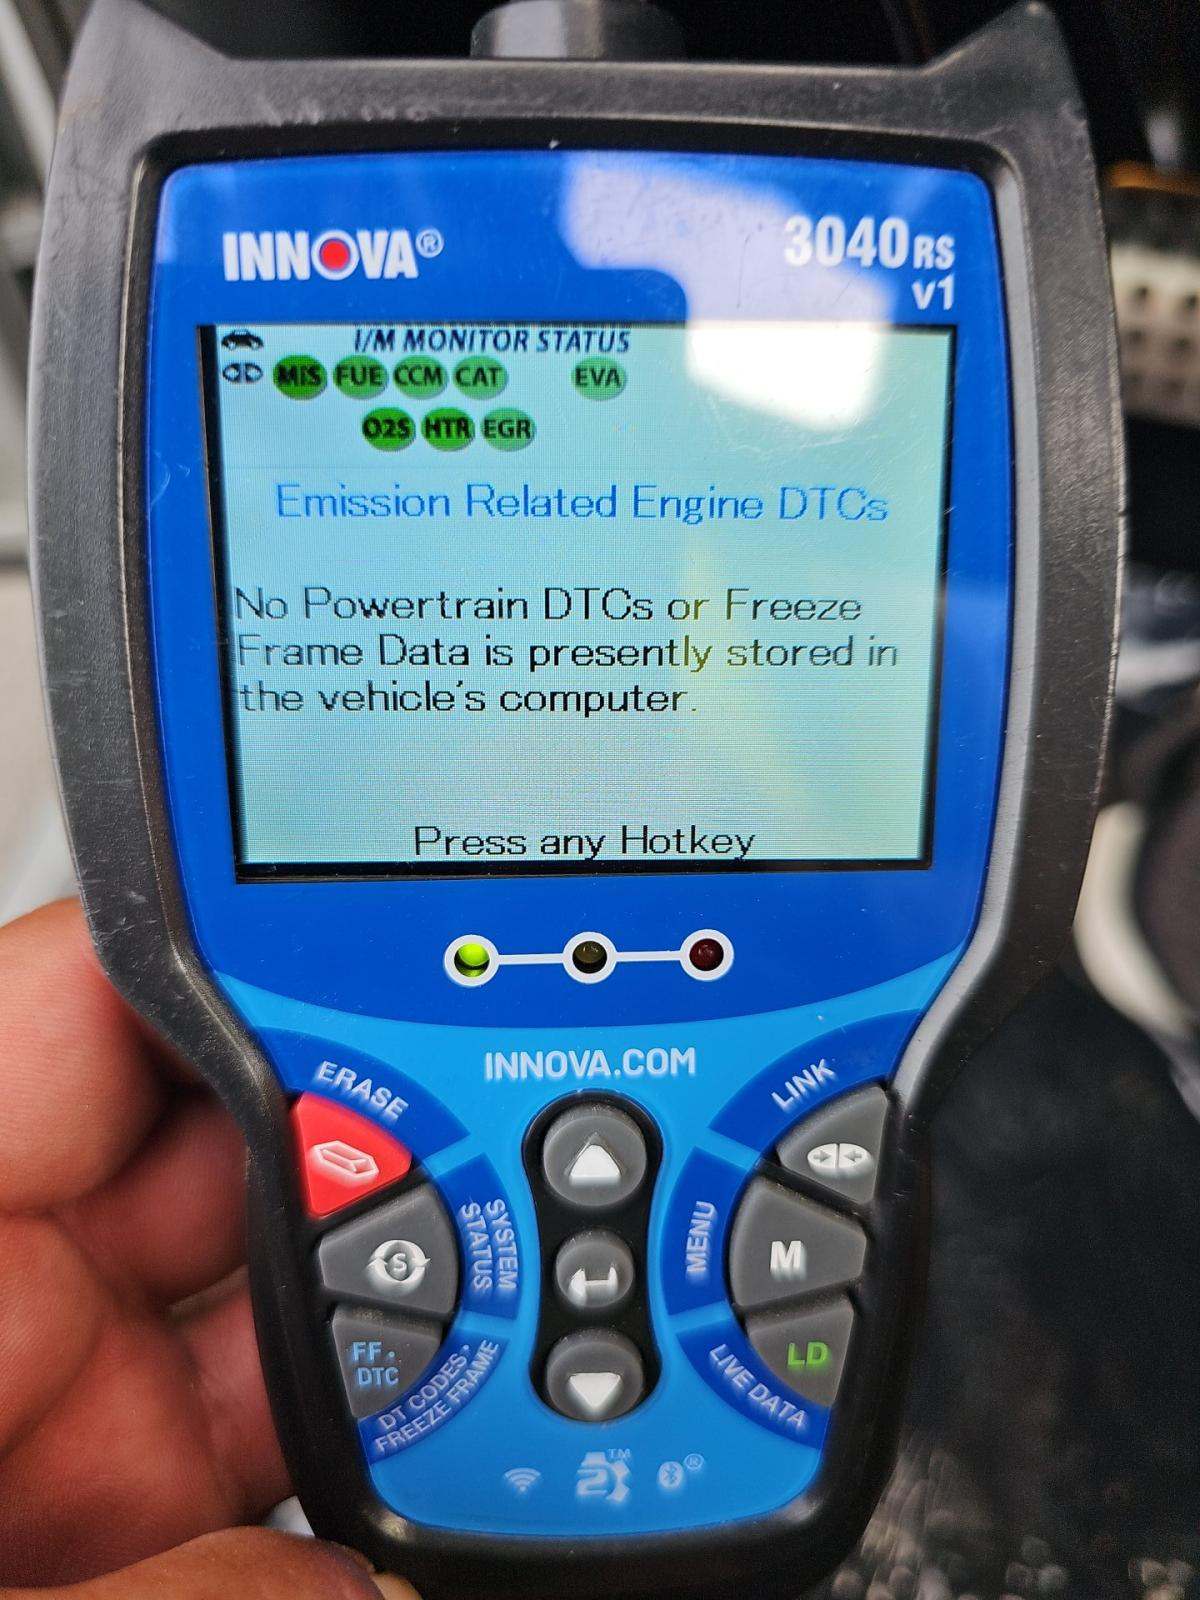 INNOVA®
3040RS
v1
I/M MONITOR STATUS
MIS FUE CCM CAT EVA
O2S HTR EGR
Emission Related Engine DTCs
No Powertrain DTCs or Freeze
Frame Data is presently stored in
the vehicle's computer.
Press any Hotkey
INNOVA.COM
ERASE
LINK
S
SYSTEM
STATUS
MENU
M
FF.
DTC
DT CODES•
FREEZE FRAME
LIVE DATA
LD
2X™
®